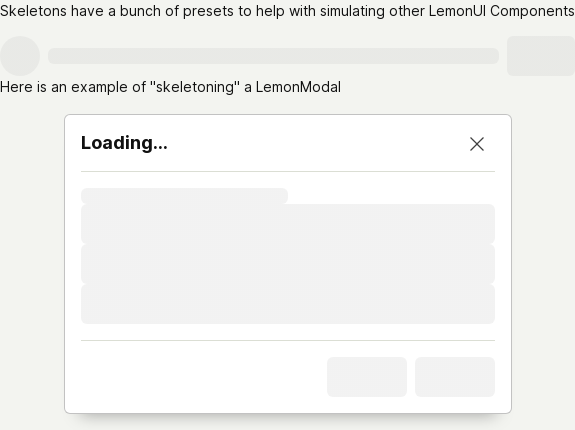 Skeletons have a bunch of presets to help with simulating other LemonUI Components
Here is an example of "skeletoning" a LemonModal
Loading...